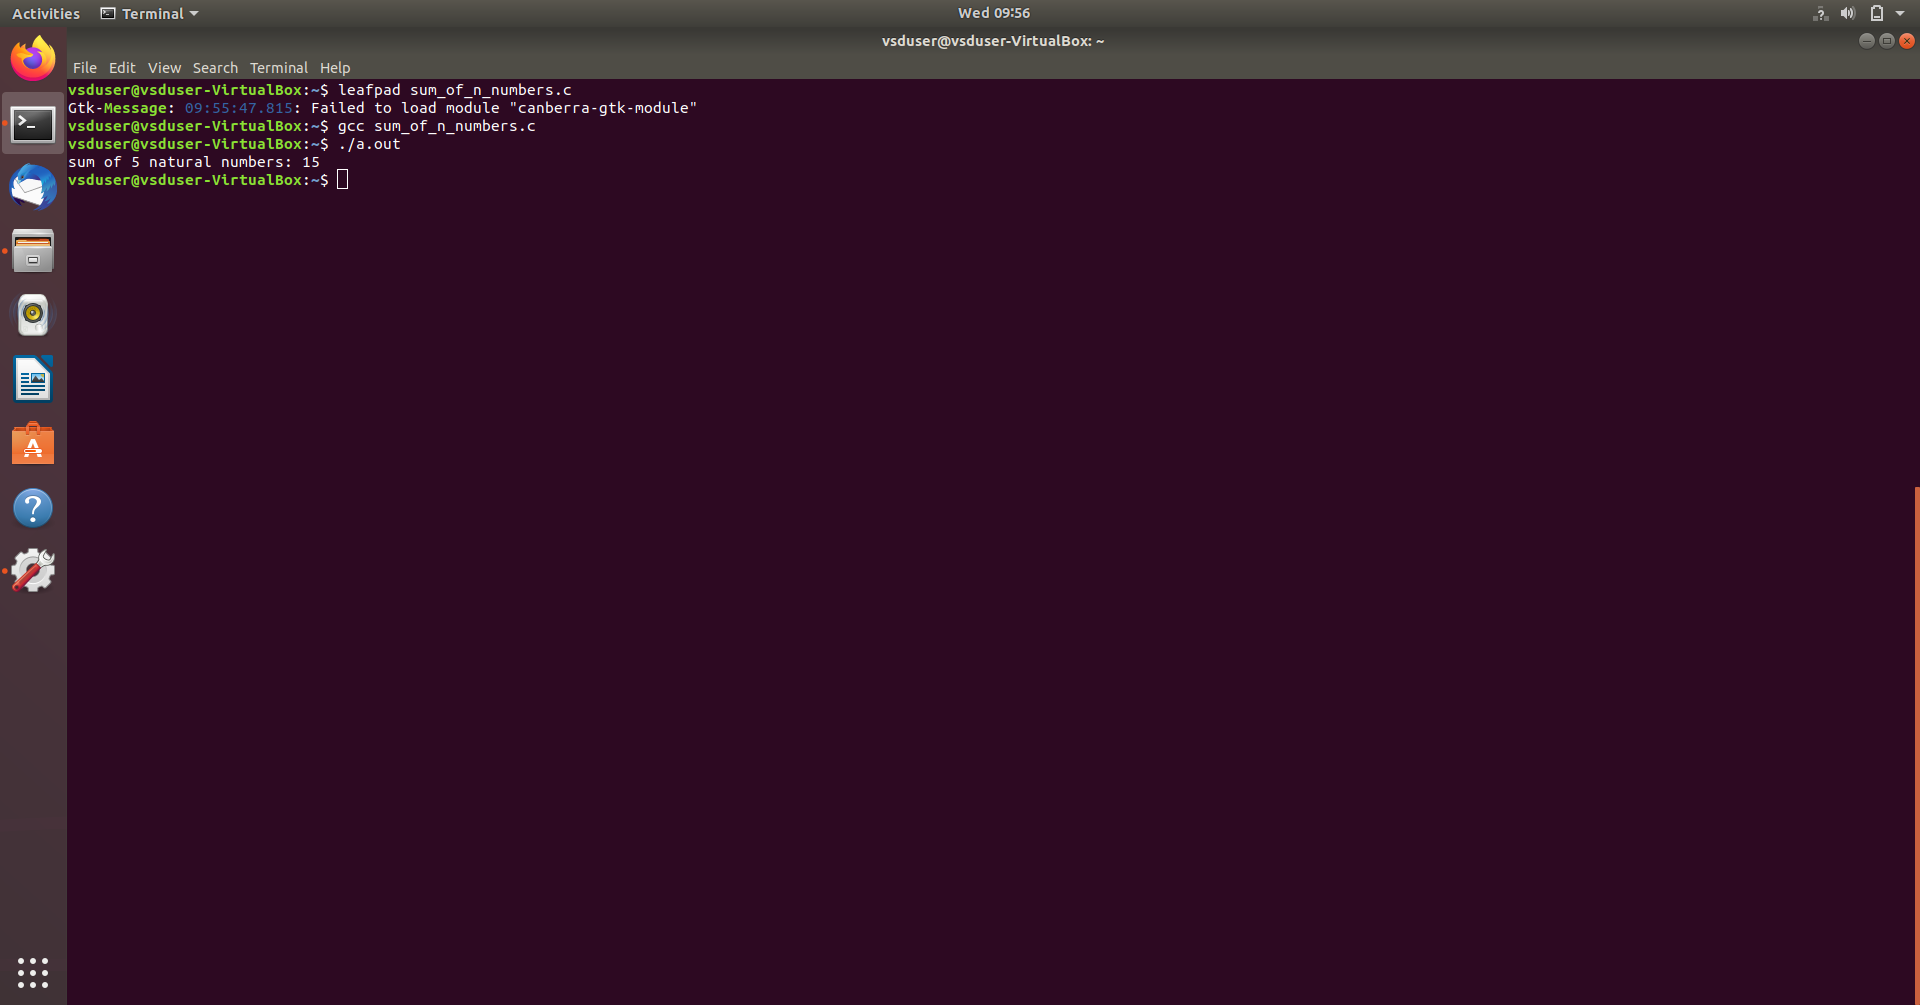 Activities Terminal Wed 09:56
vsduser@vsduser-VirtualBox: ~
File Edit View Search Terminal Help
vsduser@vsduser-VirtualBox:~$ leafpad sum_of_n_numbers.c
Gtk-Message: 09:55:47.815: Failed to load module "canberra-gtk-module"
vsduser@vsduser-VirtualBox:~$ gcc sum_of_n_numbers.c
vsduser@vsduser-VirtualBox:~$ ./a.out
sum of 5 natural numbers: 15
vsduser@vsduser-VirtualBox:~$